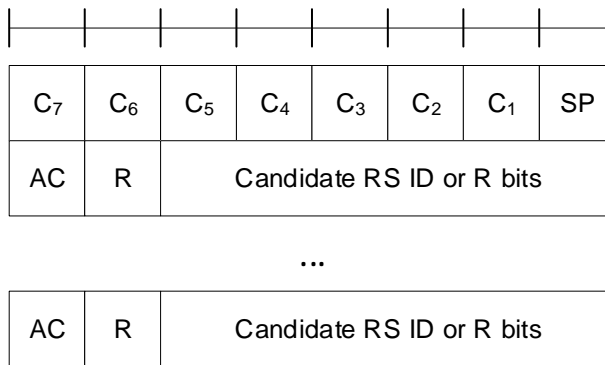 C₇ C₆ C₅ C₄ C₃ C₂ C₁ SP
AC R Candidate RS ID or R bits
...
AC R Candidate RS ID or R bits